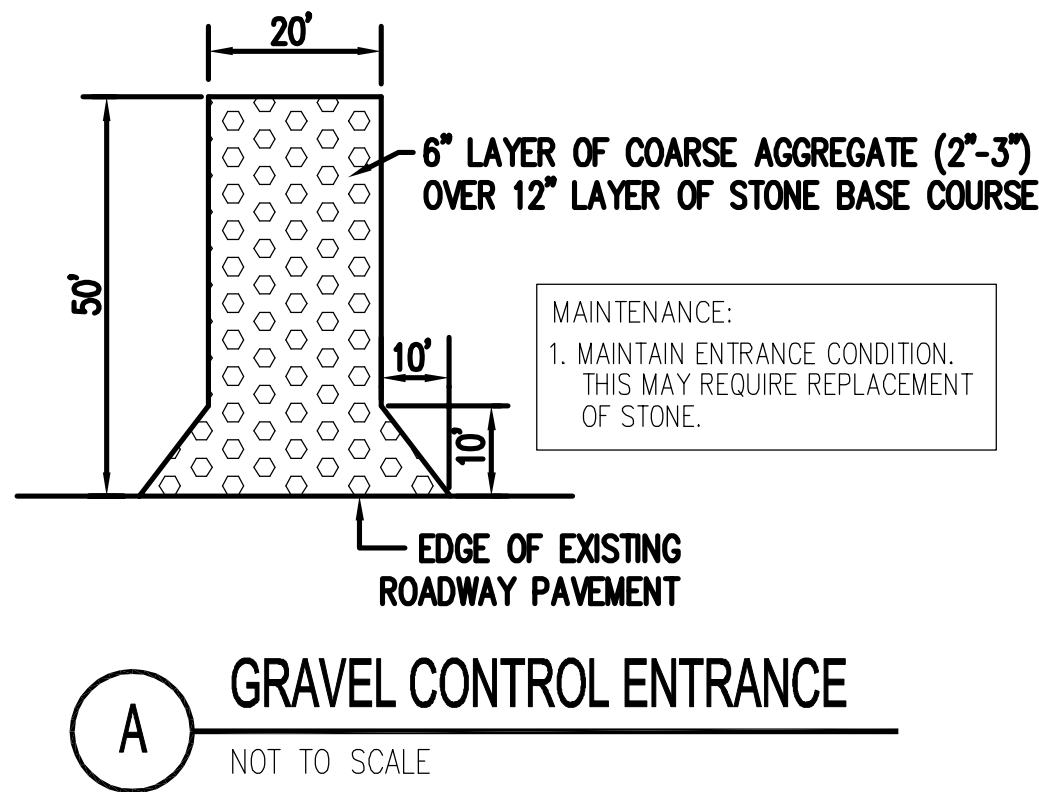 20'
6" LAYER OF COARSE AGGREGATE (2"-3")
OVER 12" LAYER OF STONE BASE COURSE
50'
MAINTENANCE:
1. MAINTAIN ENTRANCE CONDITION.
THIS MAY REQUIRE REPLACEMENT
OF STONE.
10'
10'
EDGE OF EXISTING
ROADWAY PAVEMENT
A
GRAVEL CONTROL ENTRANCE
NOT TO SCALE